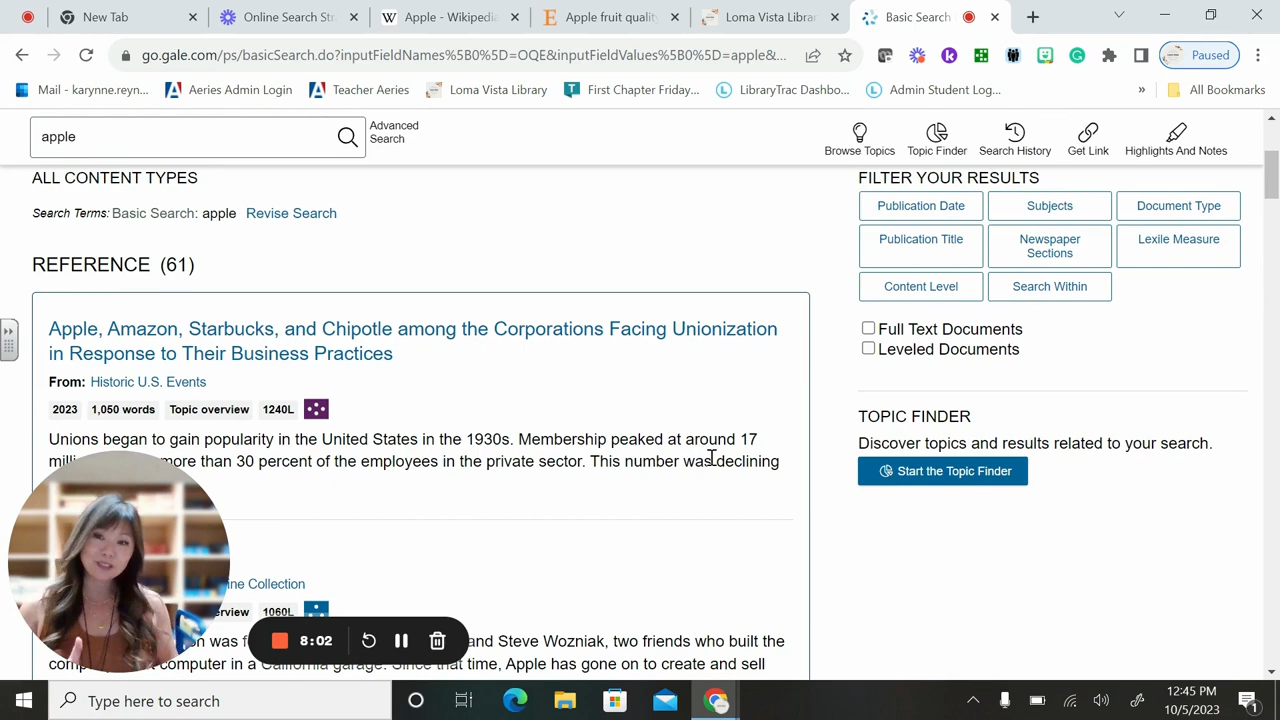 New Tab
Online Search Str
Apple - Wikipedi
Apple fruit quality
Loma Vista Librar
Basic Search
go.gale.com/ps/basicSearch.do?inputFieldNames%5B0%5D=OQE&inputFieldValues%5B0%5D=apple&...
Paused
Mail - karynne.reyn...
Aeries Admin Login
Teacher Aeries
Loma Vista Library
First Chapter Friday...
LibraryTrac Dashbo...
Admin Student Log...
»
All Bookmarks
apple
Advanced
Search
Browse Topics
Topic Finder
Search History
Get Link
Highlights And Notes
ALL CONTENT TYPES
Search Terms: Basic Search: apple Revise Search
REFERENCE (61)
Apple, Amazon, Starbucks, and Chipotle among the Corporations Facing Unionization
in Response to Their Business Practices
From: Historic U.S. Events
2023 1,050 words Topic overview 1240L
Unions began to gain popularity in the United States in the 1930s. Membership peaked at around 17
more than 30 percent of the employees in the private sector. This number was declining
Collection
1060L
and Steve Wozniak, two friends who built the
computer in a California garage. Since that time, Apple has gone on to create and sell
FILTER YOUR RESULTS
Publication Date
Subjects
Document Type
Publication Title
Newspaper
Sections
Lexile Measure
Content Level
Search Within
Full Text Documents
Leveled Documents
TOPIC FINDER
Discover topics and results related to your search.
Start the Topic Finder
8:02
Type here to search
12:45 PM
10/5/2023
1